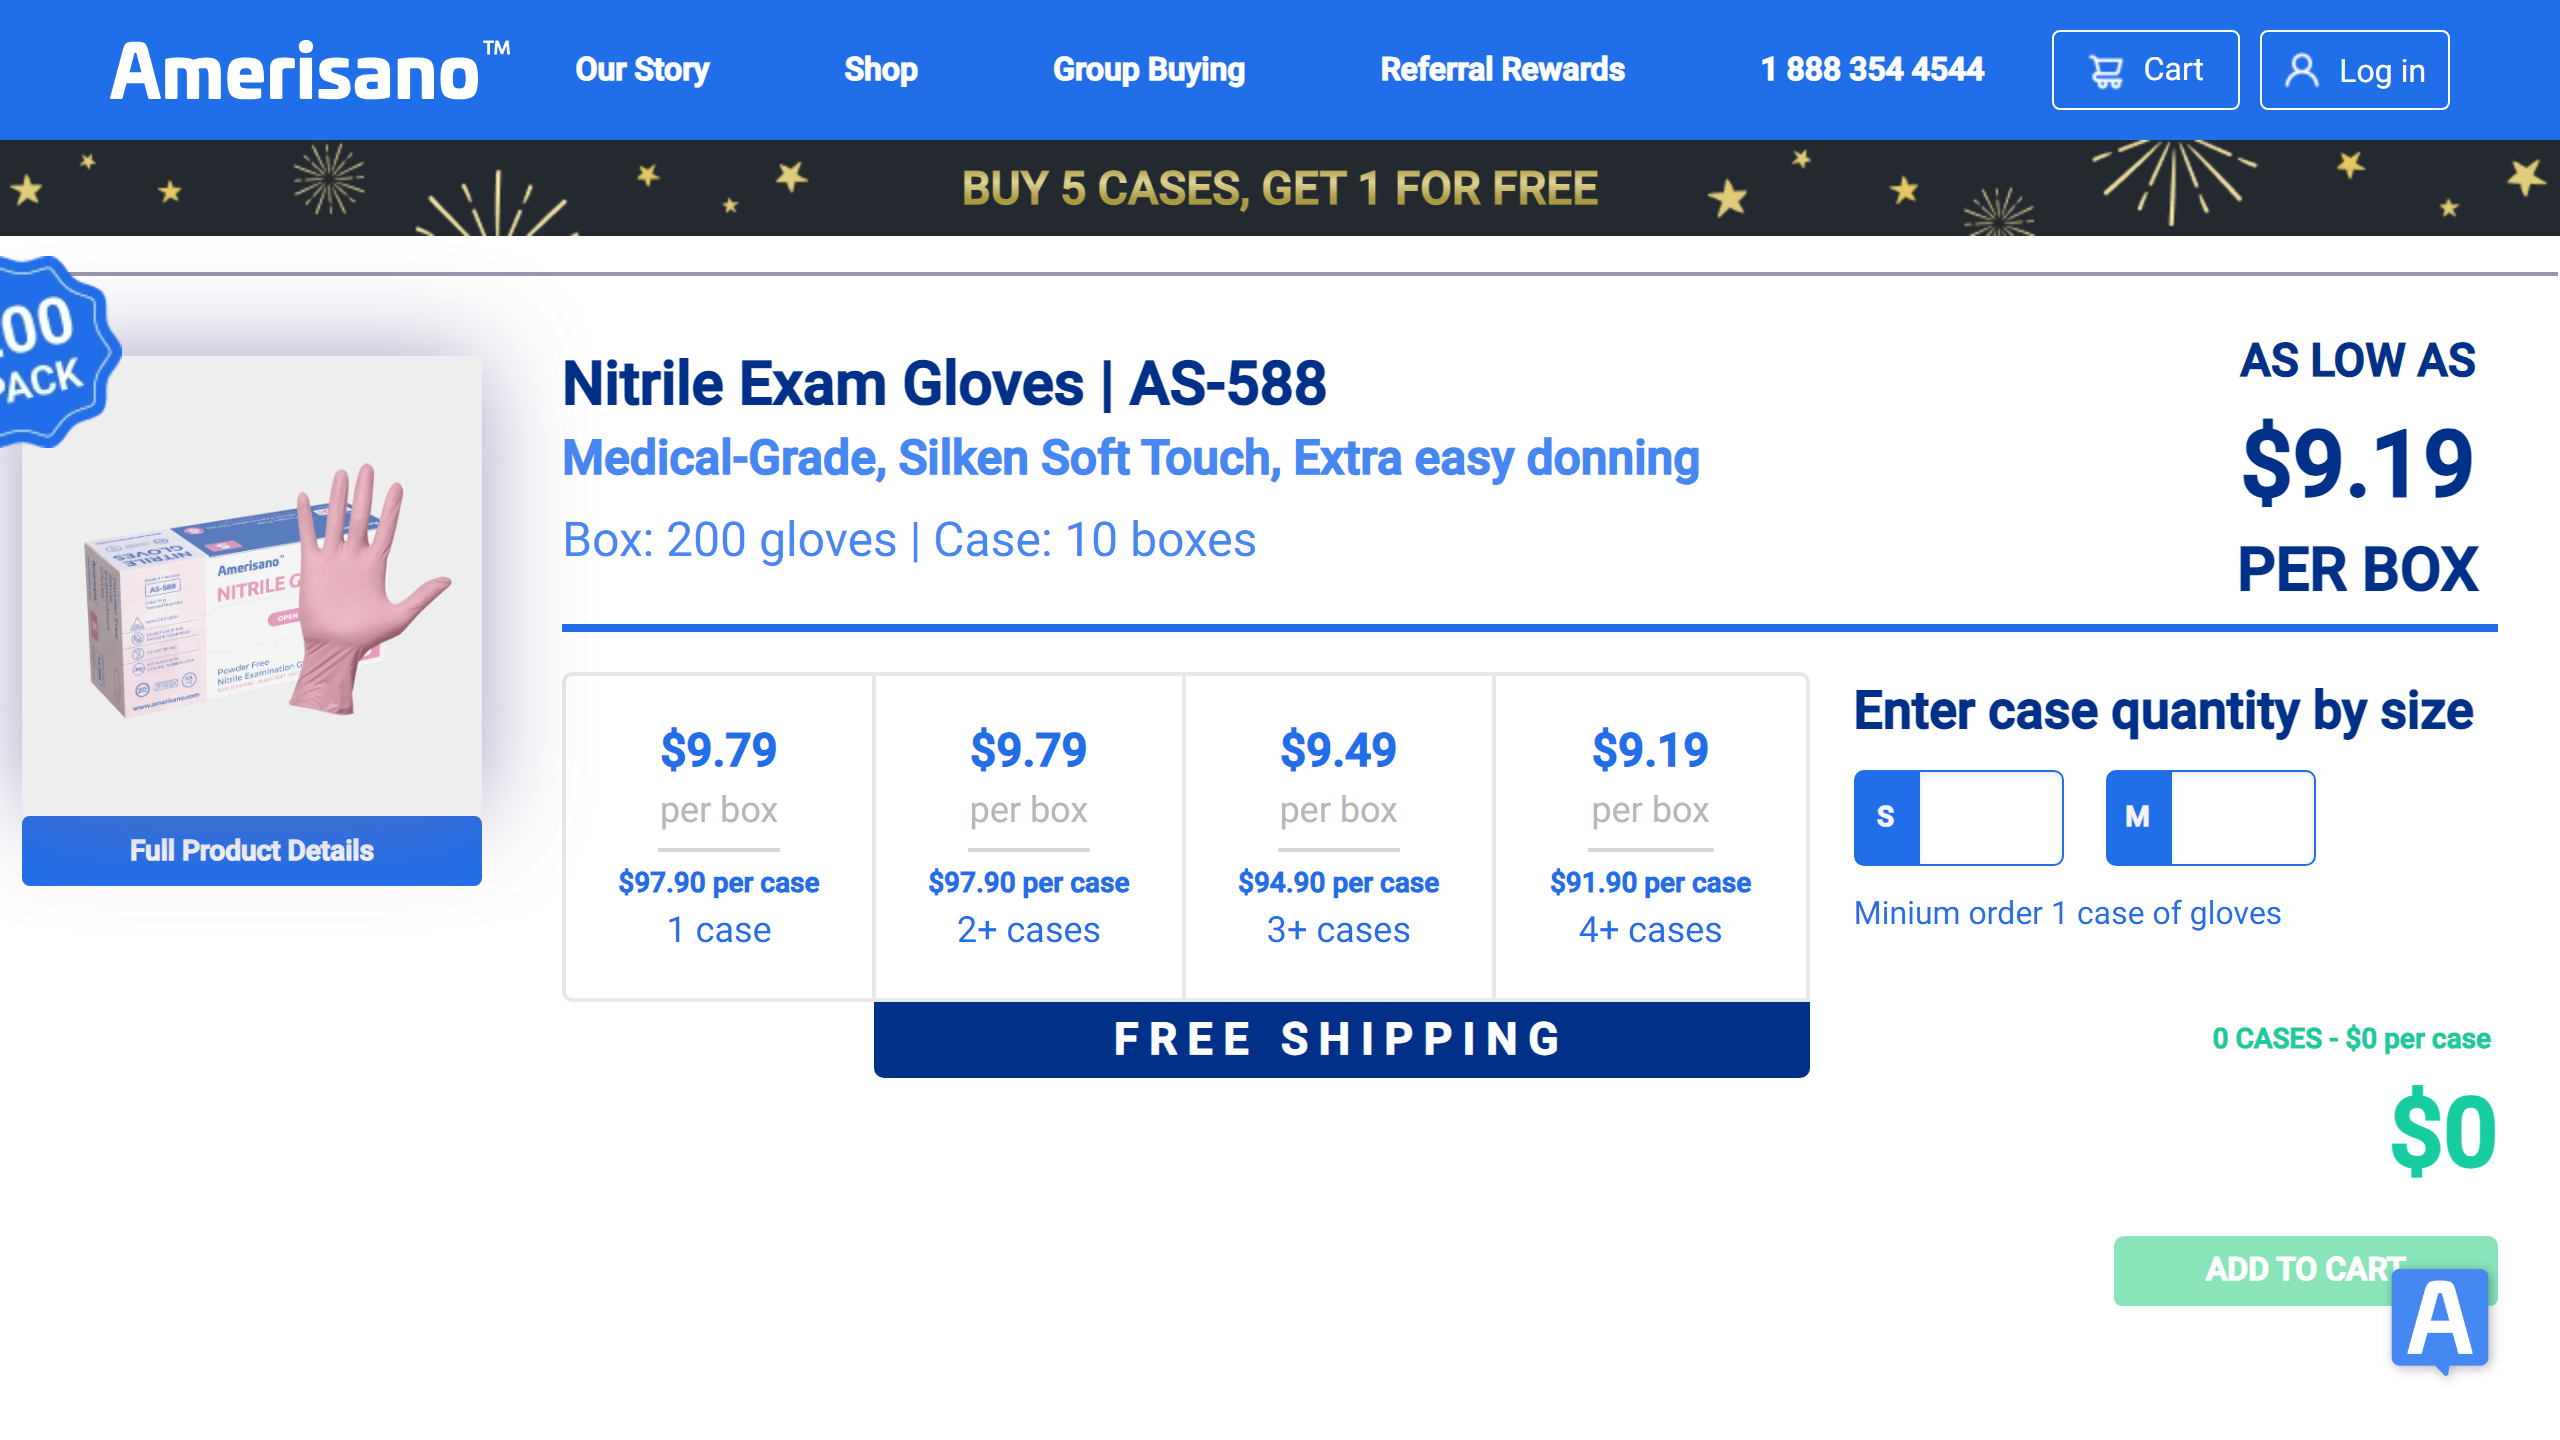 Amerisano™
Our Story
Shop
Group Buying
Referral Rewards
1 888 354 4544
Cart
Log in
BUY 5 CASES, GET 1 FOR FREE
00
PACK
Amerisano™
AS-588
Powder Free
www.amerisano.com
Full Product Details
Nitrile Exam Gloves | AS-588
Medical-Grade, Silken Soft Touch, Extra easy donning
Box: 200 gloves | Case: 10 boxes
AS LOW AS
$9.19
PER BOX
$9.79
per box
$97.90 per case
1 case
$9.79
per box
$97.90 per case
2+ cases
$9.49
per box
$94.90 per case
3+ cases
$9.19
per box
$91.90 per case
4+ cases
FREE SHIPPING
Enter case quantity by size
S
M
Minium order 1 case of gloves
0 CASES - $0 per case
$0
ADD TO CART
A